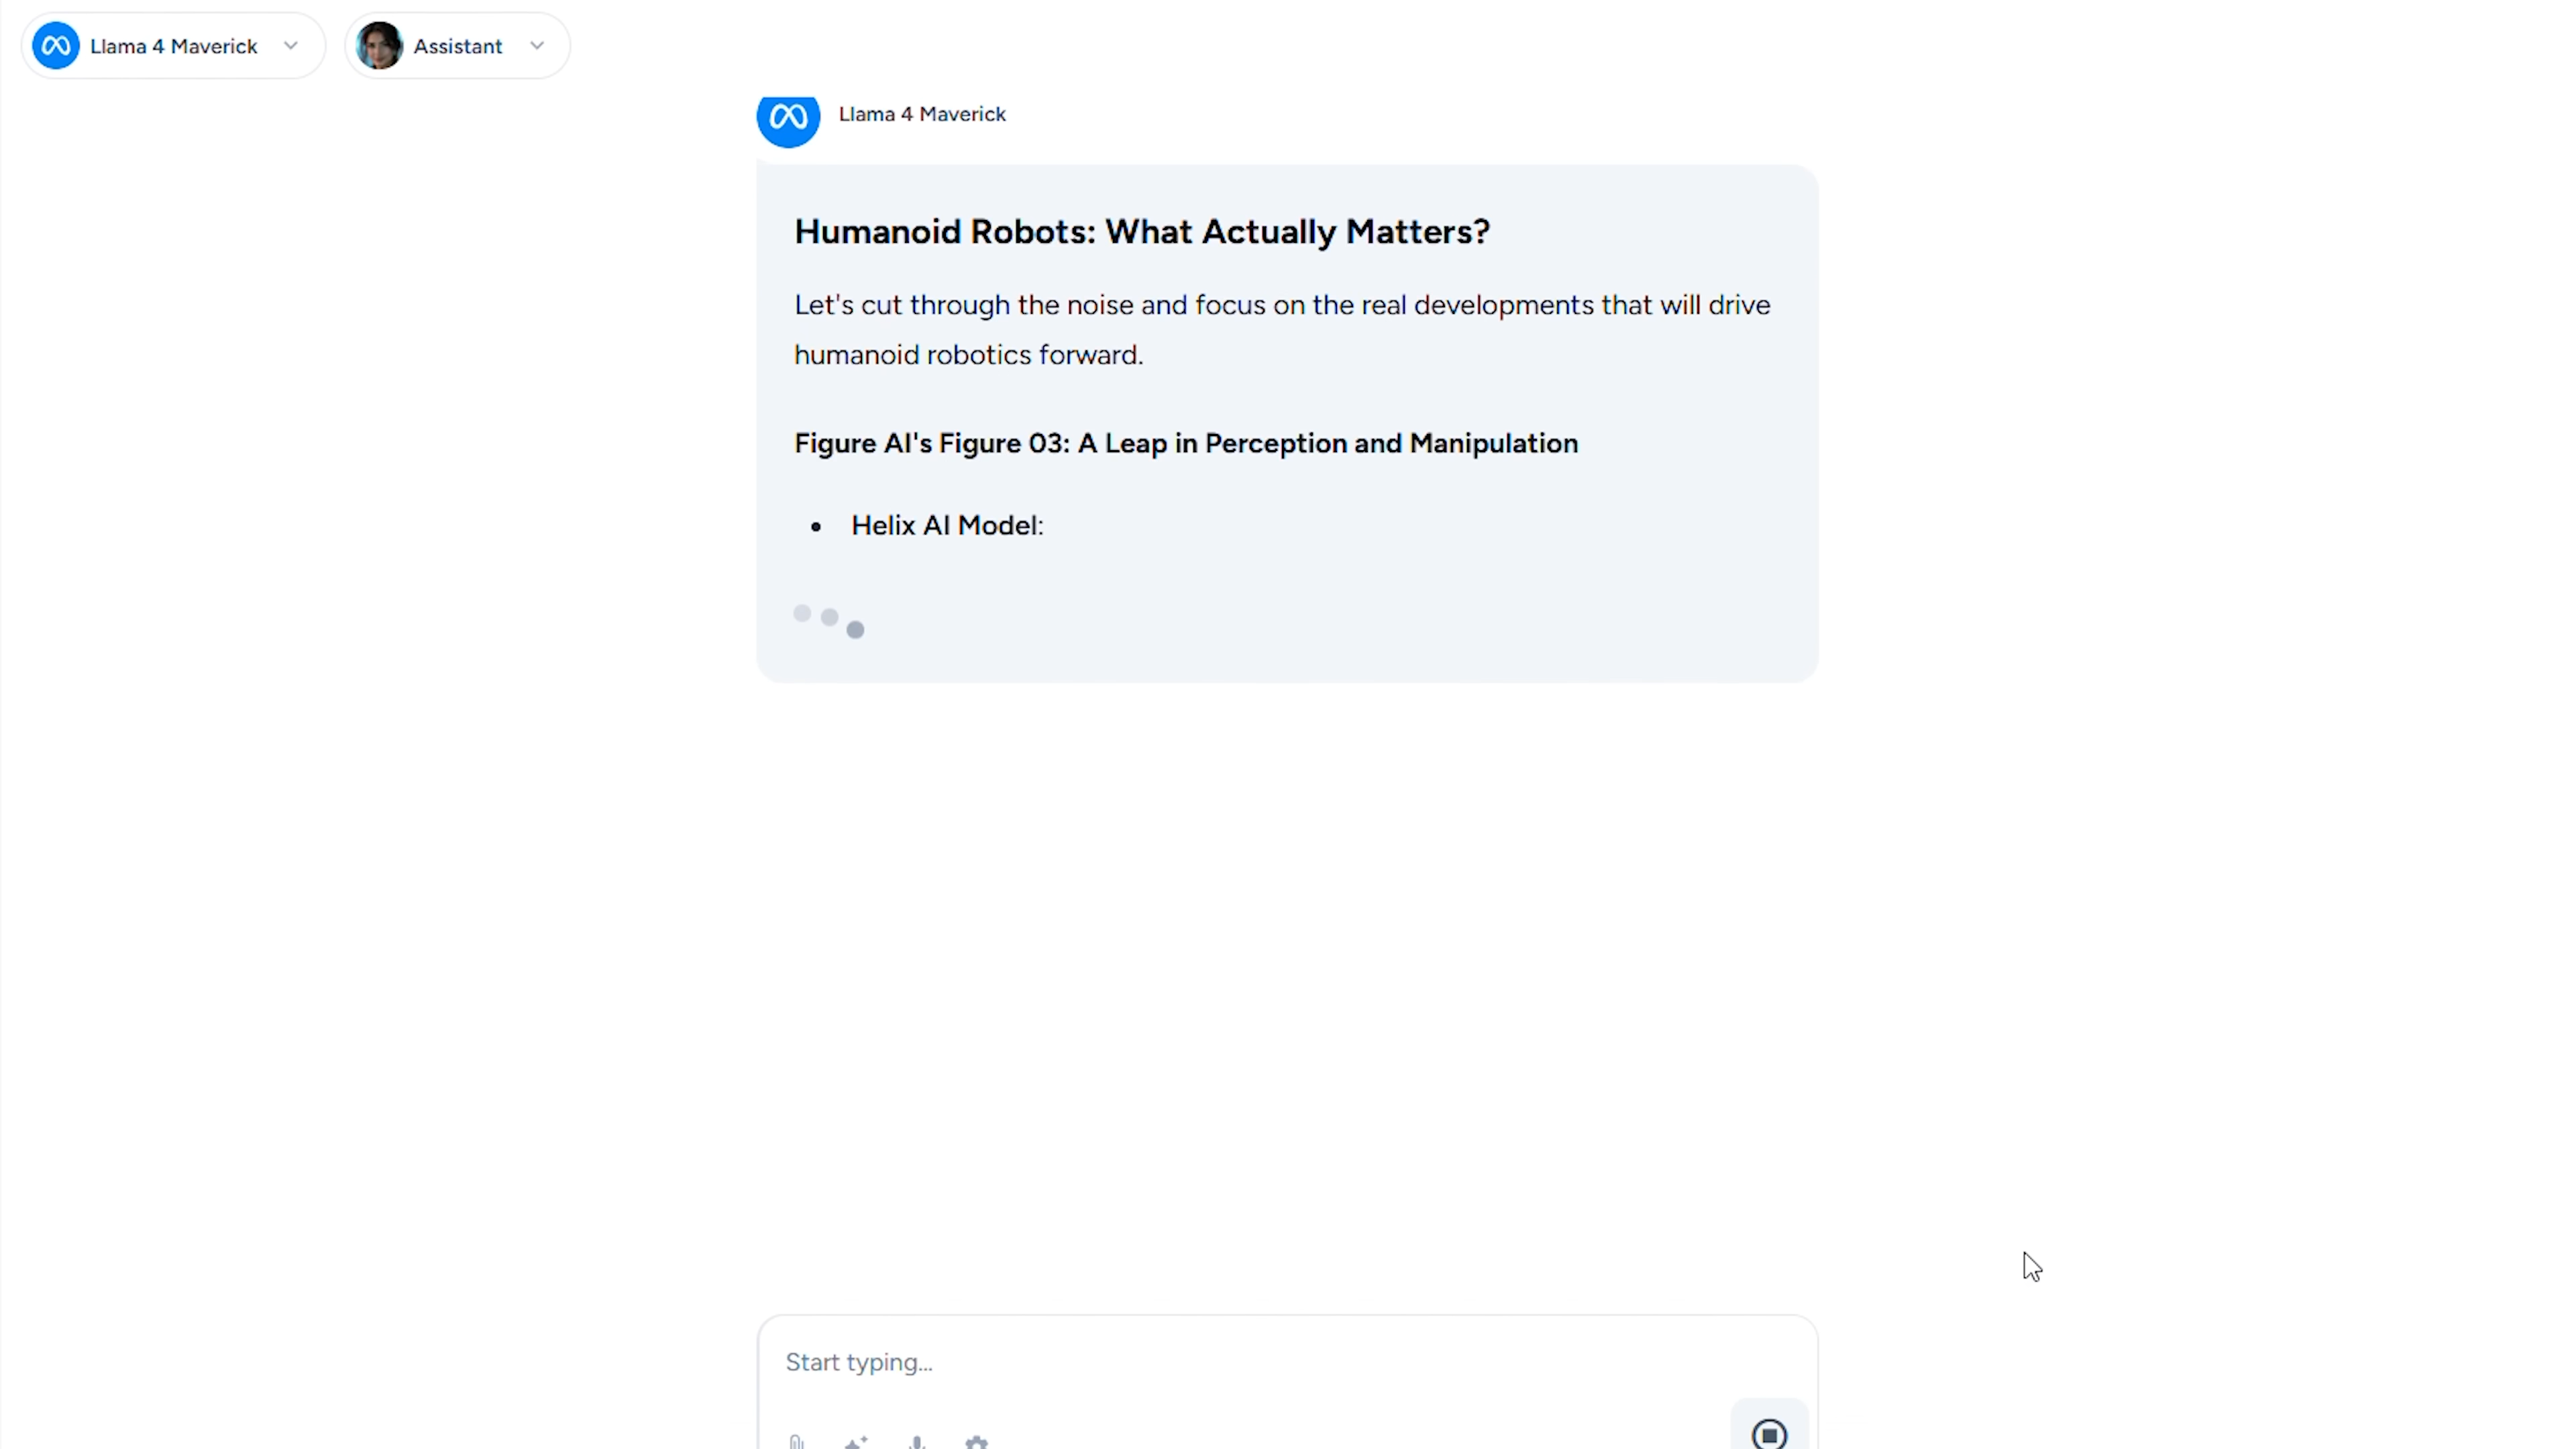 Llama 4 Maverick
Assistant
Llama 4 Maverick
Humanoid Robots: What Actually Matters?
Let's cut through the noise and focus on the real developments that will drive
humanoid robotics forward.
Figure AI's Figure 03: A Leap in Perception and Manipulation
• Helix AI Model:
Start typing...